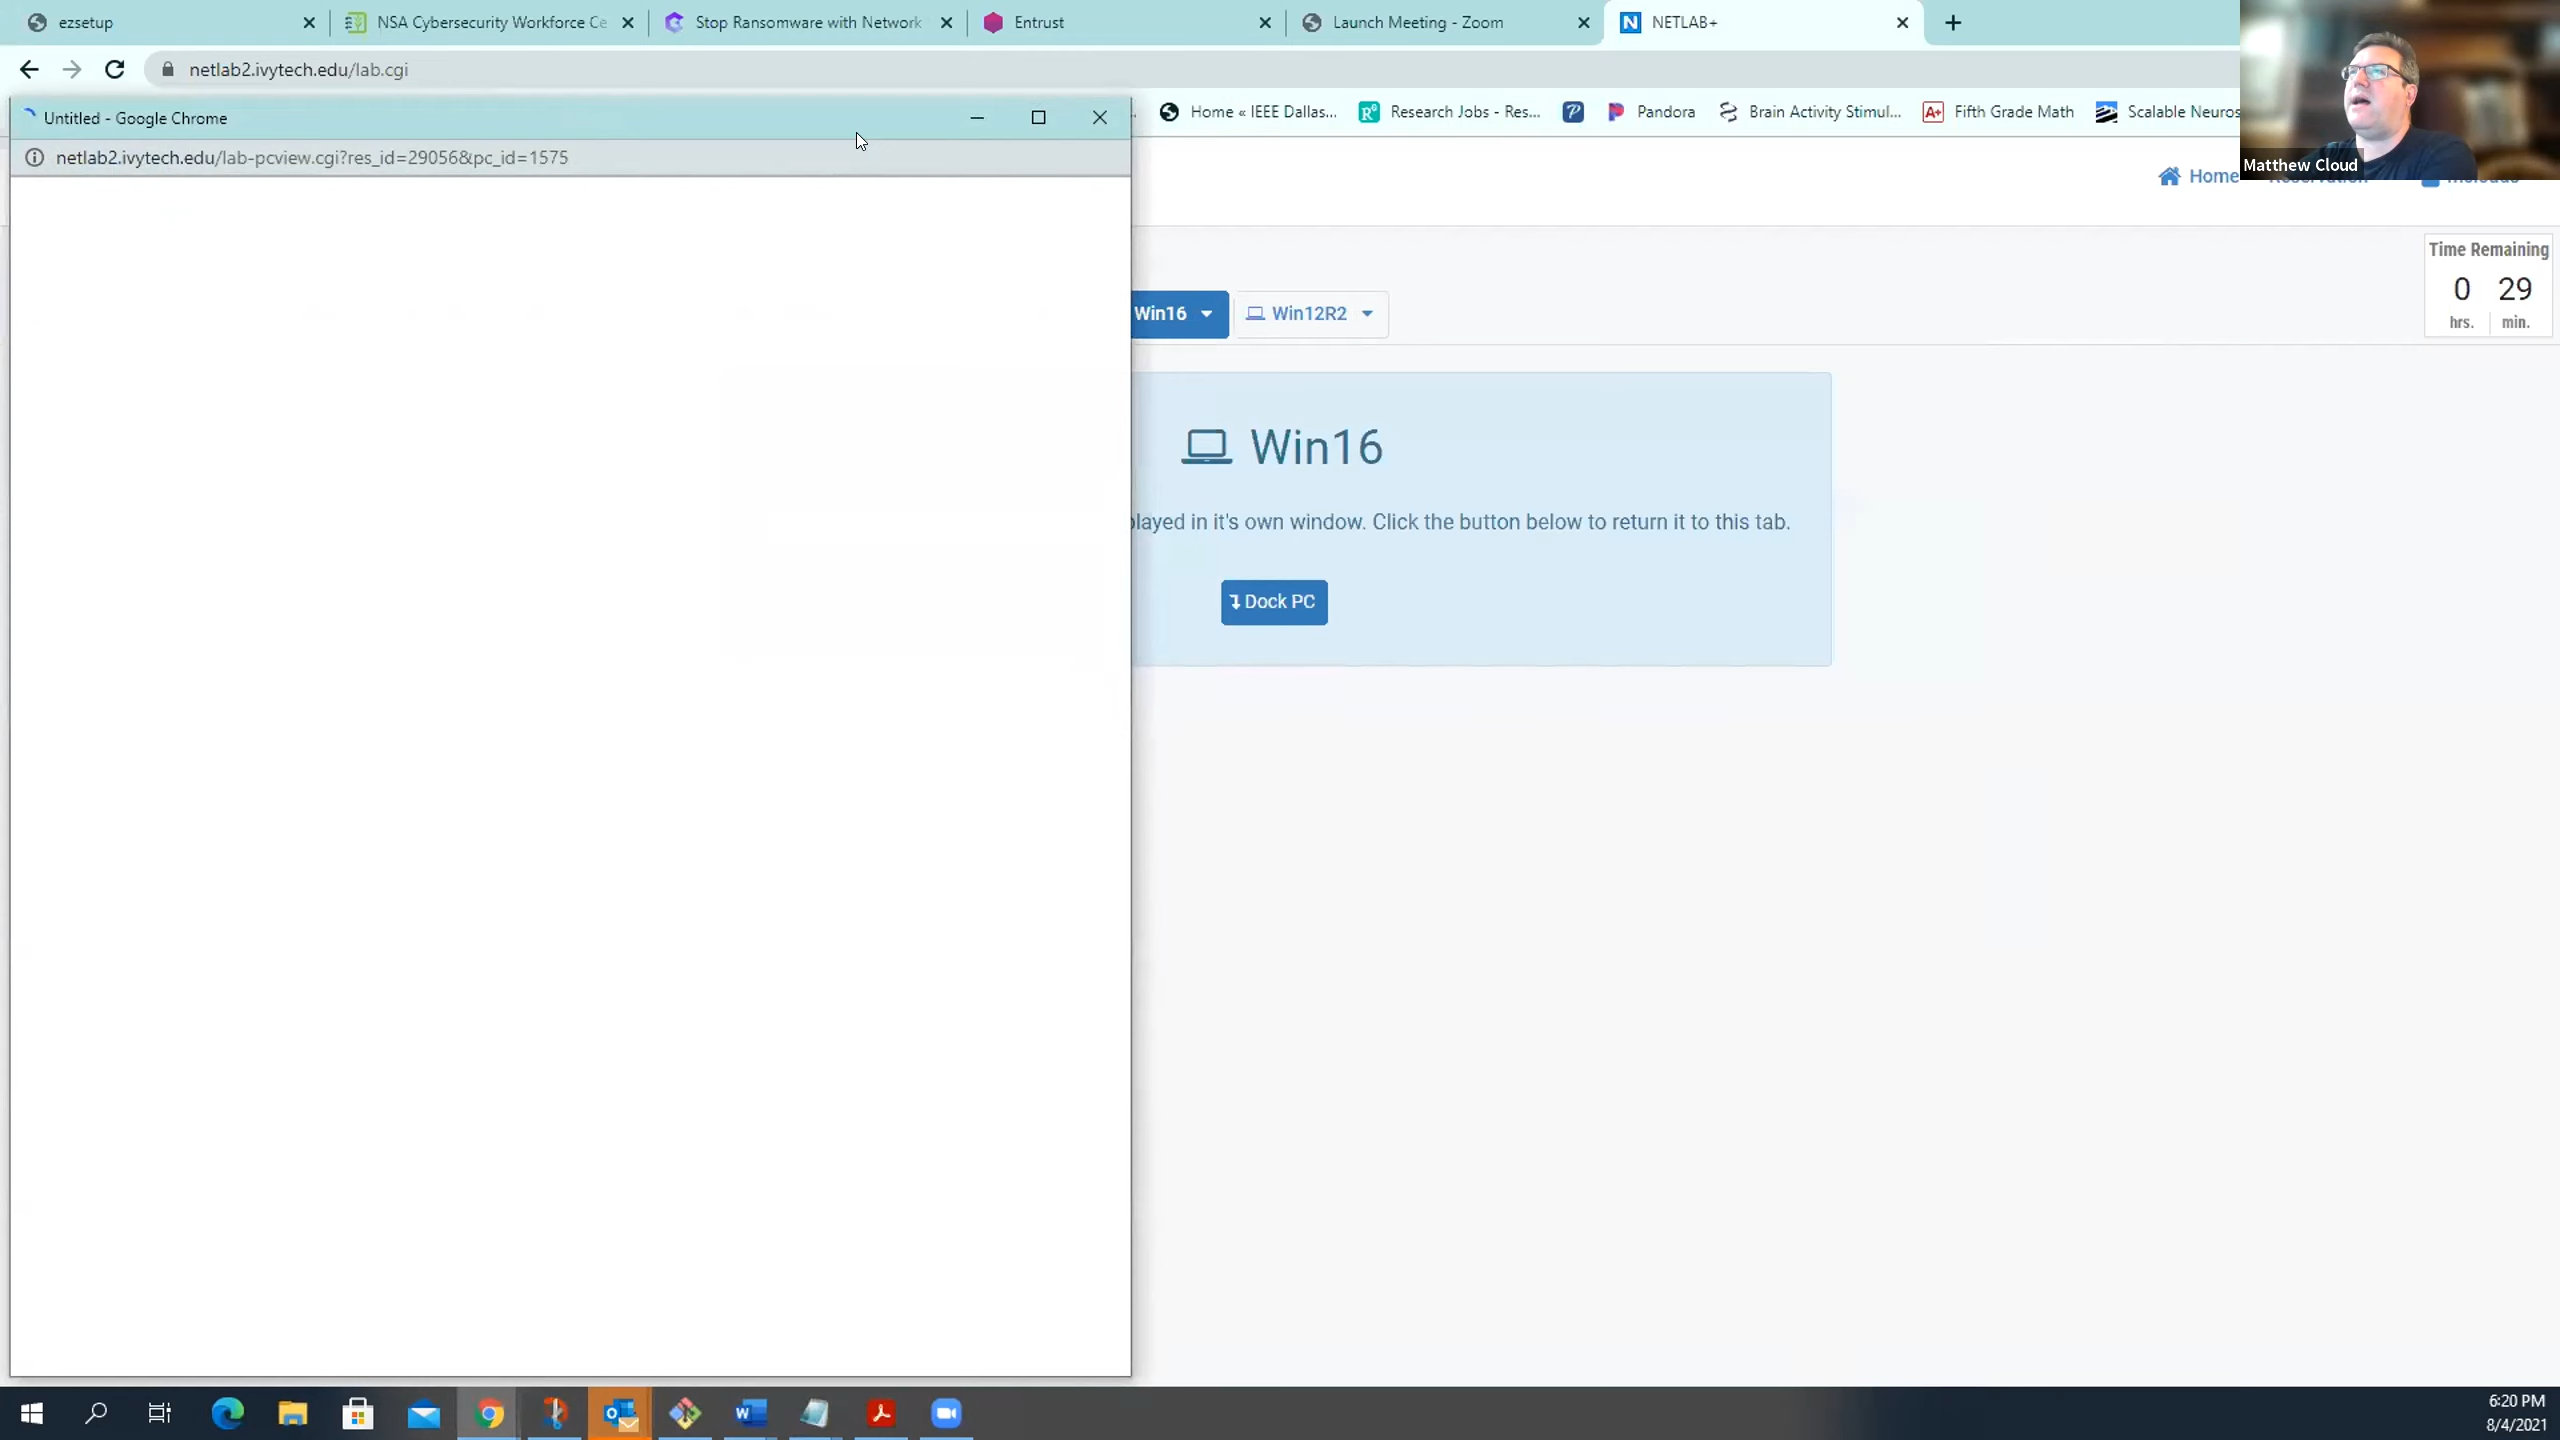 ezsetup
NSA Cybersecurity Workforce Ce
Stop Ransomware with Network
Entrust
Launch Meeting - Zoom
NETLAB+
netlab2.ivytech.edu/lab.cgi
Untitled - Google Chrome
Home « IEEE Dallas...
Research Jobs - Res...
Pandora
Brain Activity Stimul...
A+ Fifth Grade Math
Scalable Neuros
netlab2.ivytech.edu/lab-pcview.cgi?res_id=29056&pc_id=1575
Matthew Cloud
Home
Time Remaining
0 29
hrs. min.
Win16
Win12R2
Win16
played in it's own window. Click the button below to return it to this tab.
Dock PC
6:20 PM
8/4/2021